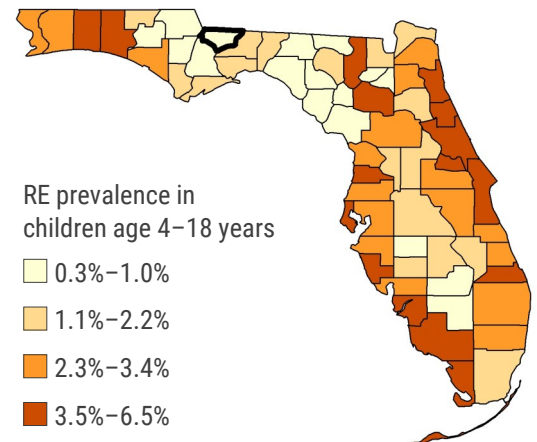 RE prevalence in
children age 4–18 years
0.3%–1.0%
1.1%–2.2%
2.3%–3.4%
3.5%–6.5%